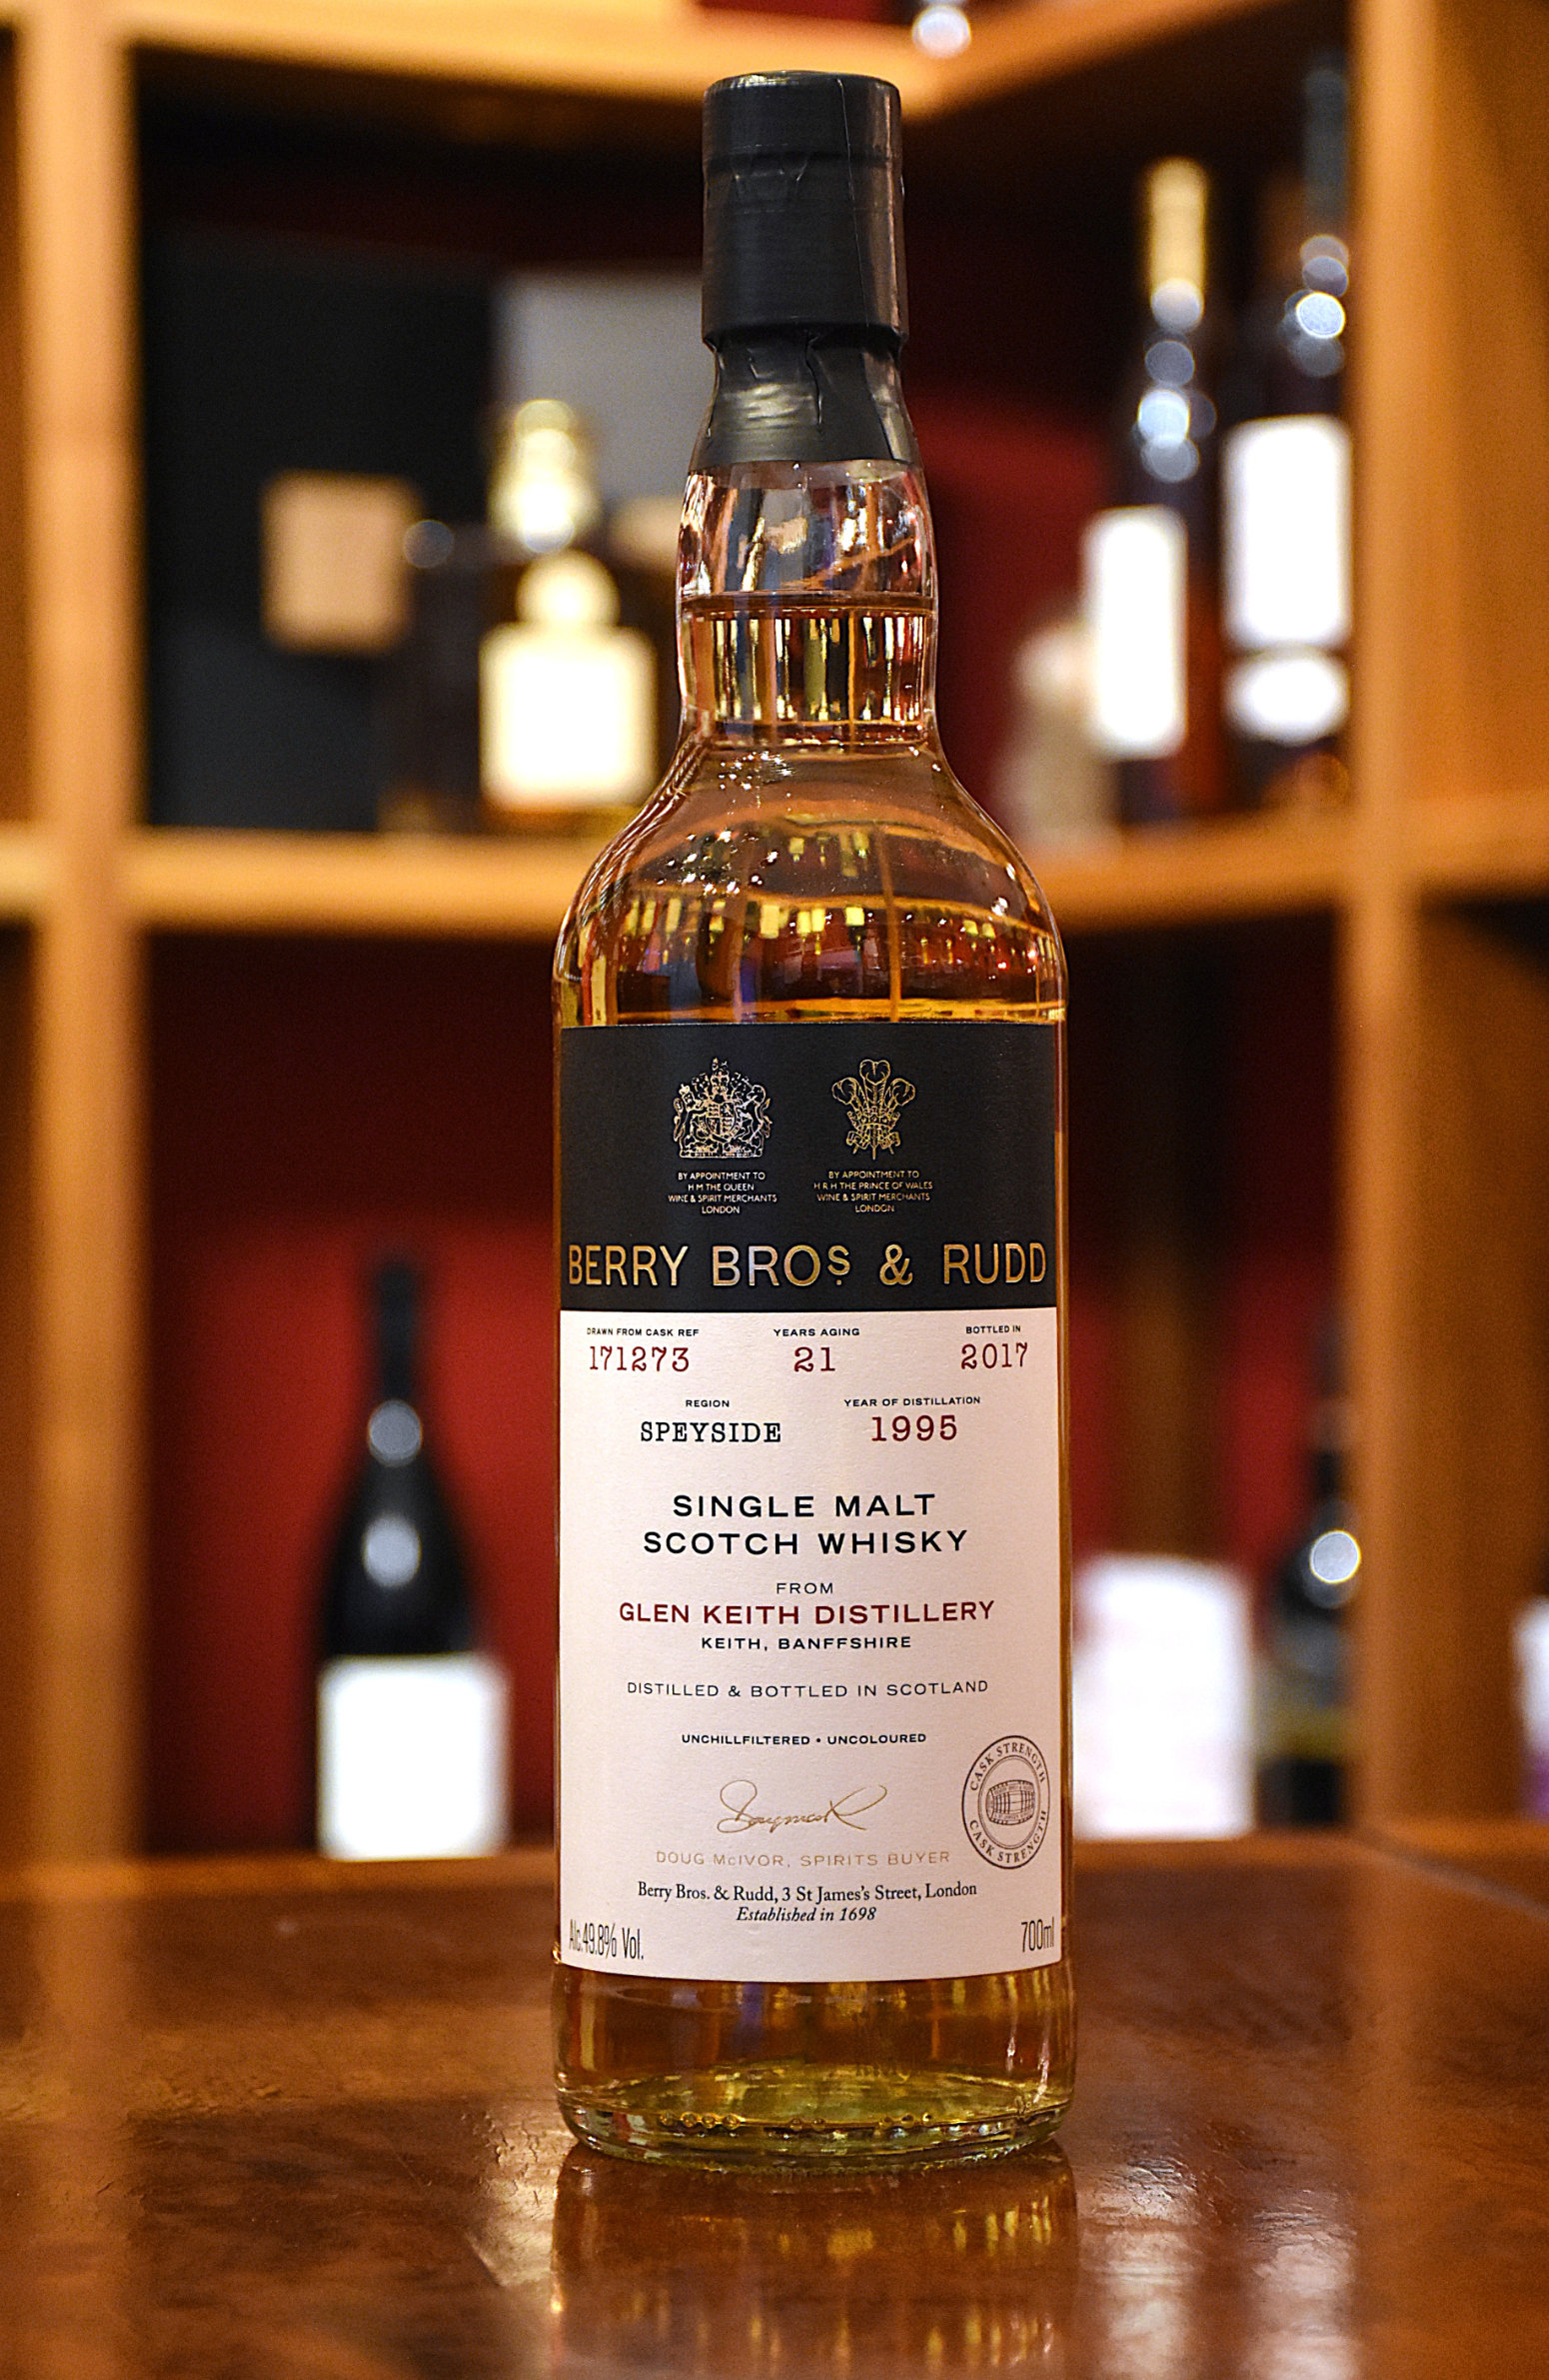 BY APPOINTMENT TO
H M THE QUEEN
WINE & SPIRIT MERCHANTS
LONDON
BY APPOINTMENT TO
H R H THE PRINCE OF WALES
WINE & SPIRIT MERCHANTS
LONDON
BERRY BROS & RUDD
DRAWN FROM CASK REF
171273
YEARS AGING
21
BOTTLED IN
2017
REGION
SPEYSIDE
YEAR OF DISTILLATION
1995
SINGLE MALT
SCOTCH WHISKY
FROM
GLEN KEITH DISTILLERY
KEITH, BANFFSHIRE
DISTILLED & BOTTLED IN SCOTLAND
UNCHILLFILTERED • UNCOLOURED
CASK STRENGTH
CASK STRENGTH
DOUG McIVOR, SPIRITS BUYER
Berry Bros. & Rudd, 3 St James's Street, London
Established in 1698
Alc.49.8% Vol.
700ml